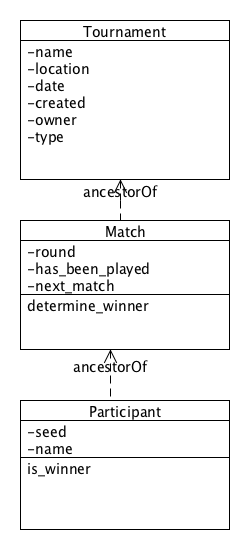 Tournament
-name
-location
-date
-created
-owner
-type
ancestorOf
Match
-round
-has_been_played
-next_match
determine_winner
ancestorOf
Participant
-seed
-name
is_winner